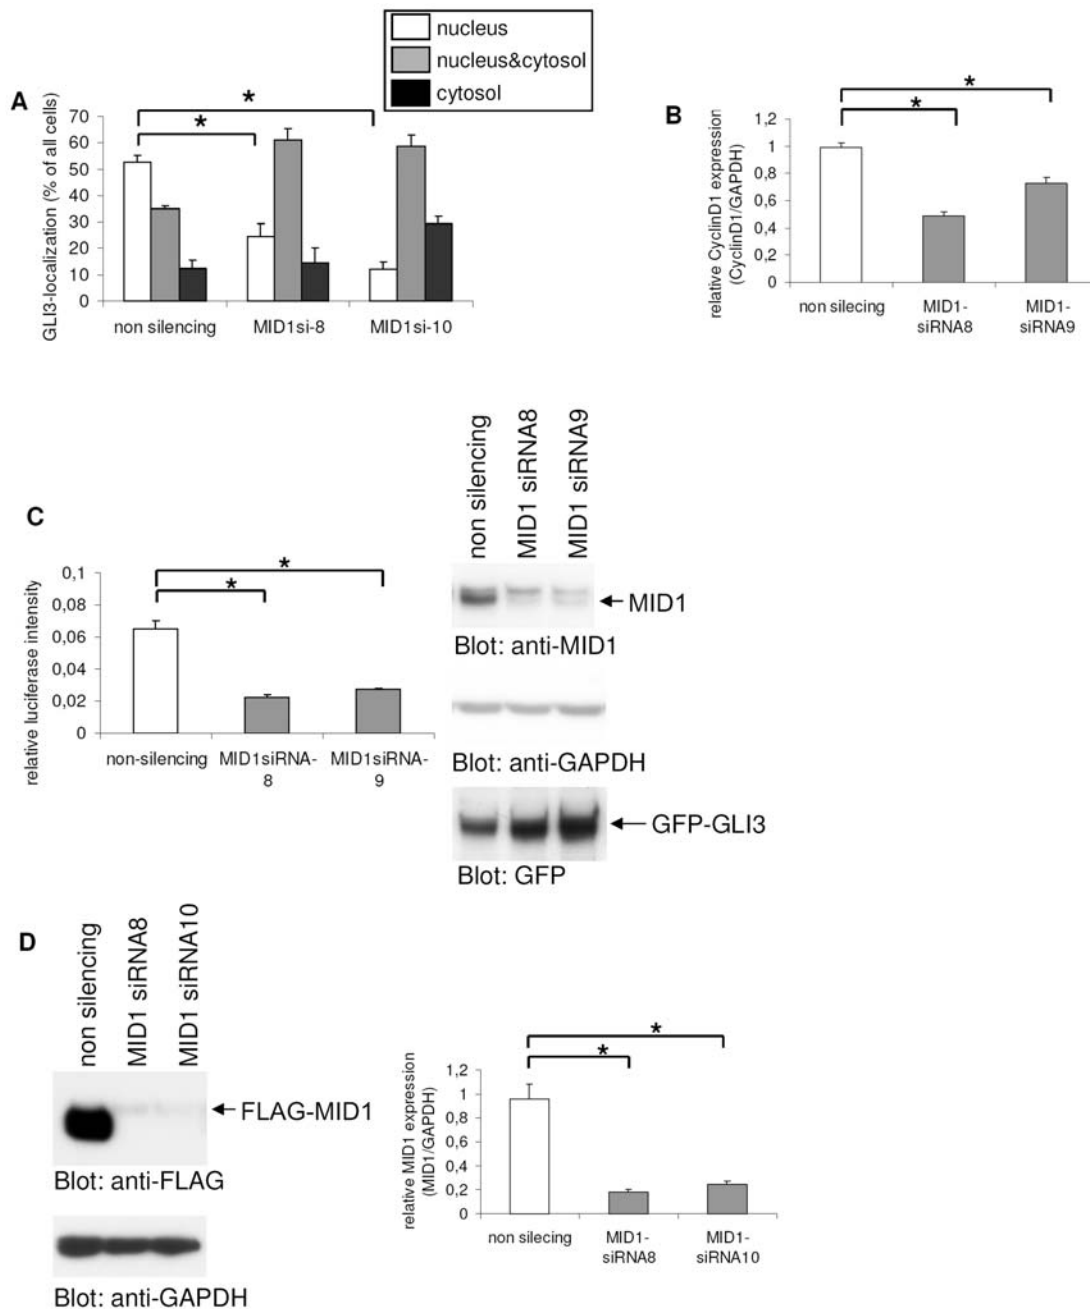 nucleus
nucleus&cytosol
cytosol
A
*
*
GLI3-localization (% of all cells)
70
60
50
40
30
20
10
0
non silencing
MID1si-8
MID1si-10
B
*
*
relative CyclinD1 expression
(CyclinD1/GAPDH)
1,2
1
0,8
0,6
0,4
0,2
0
non silecing
MID1-
siRNA8
MID1-
siRNA9
C
*
*
relative luciferase intensity
0,1
0,08
0,06
0,04
0,02
0
non-silencing
MID1siRNA-
8
MID1siRNA-
9
non silencing
MID1 siRNA8
MID1 siRNA9
MID1
Blot: anti-MID1
Blot: anti-GAPDH
GFP-GLI3
Blot: GFP
D
non silencing
MID1 siRNA8
MID1 siRNA10
FLAG-MID1
Blot: anti-FLAG
Blot: anti-GAPDH
*
*
relative MID1 expression
(MID1/GAPDH)
1,2
1
0,8
0,6
0,4
0,2
0
non silecing
MID1-
siRNA8
MID1-
siRNA10